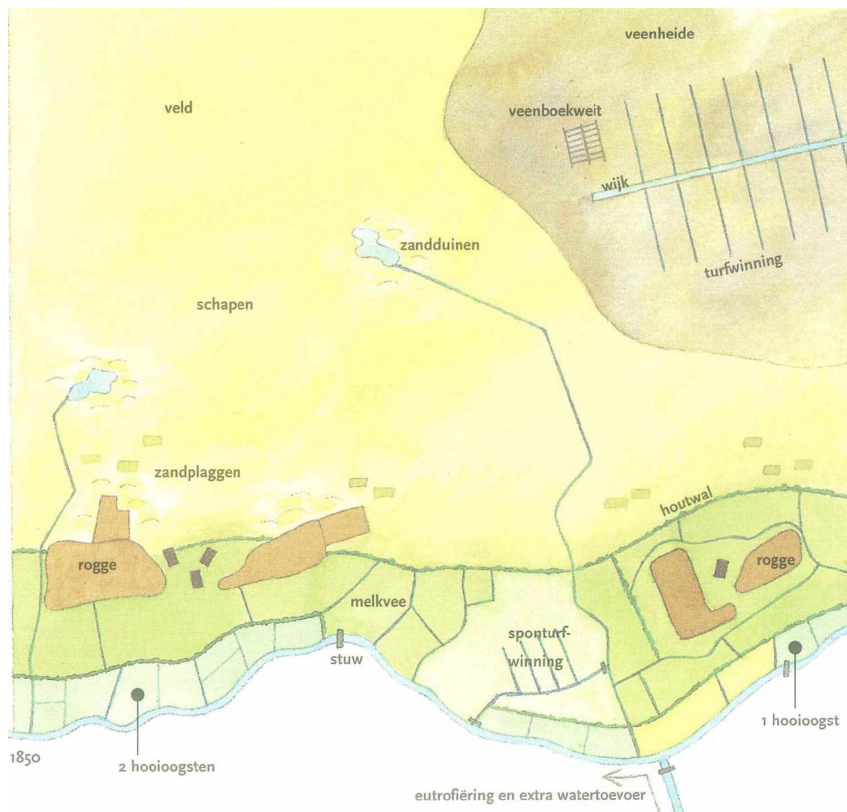 veenheide
veld
veenboekweit
wijk
zandduinen
turfwinning
schapen
zandplaggen
houtwal
rogge
rogge
melkvee
sponturf-
winning
stuw
1 hooioogst
1850
2 hooioogsten
eutrofiëring en extra watertoevoer